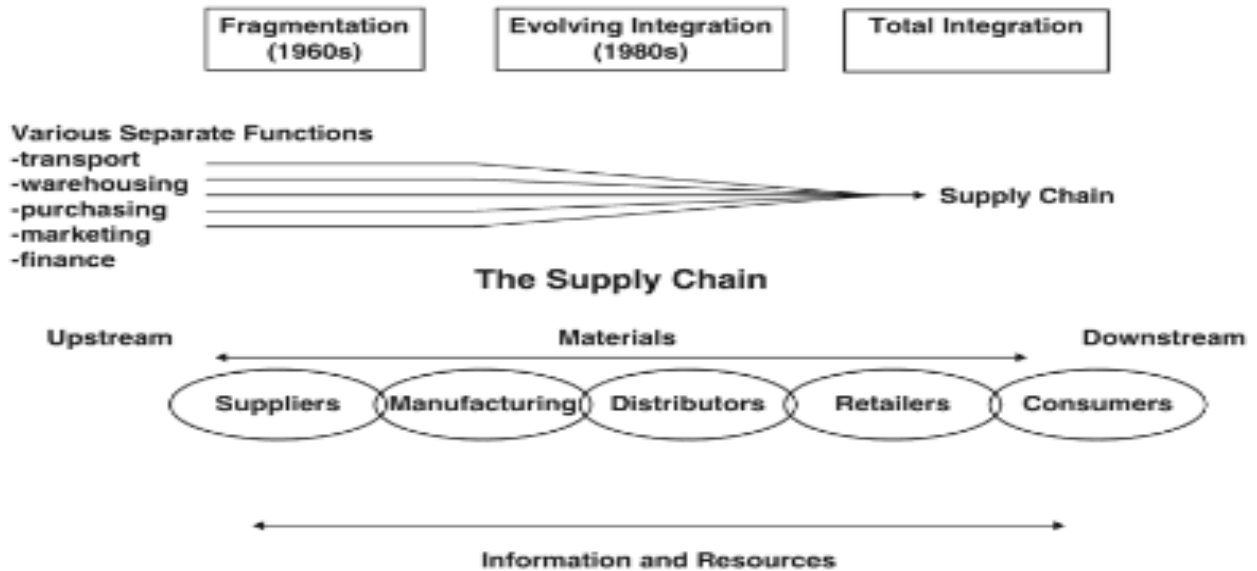 Fragmentation
(1960s)
Evolving Integration
(1980s)
Total Integration
Various Separate Functions
-transport
-warehousing
-purchasing
-marketing
-finance
Supply Chain
The Supply Chain
Upstream
Materials
Downstream
Suppliers
Manufacturing
Distributors
Retailers
Consumers
Information and Resources